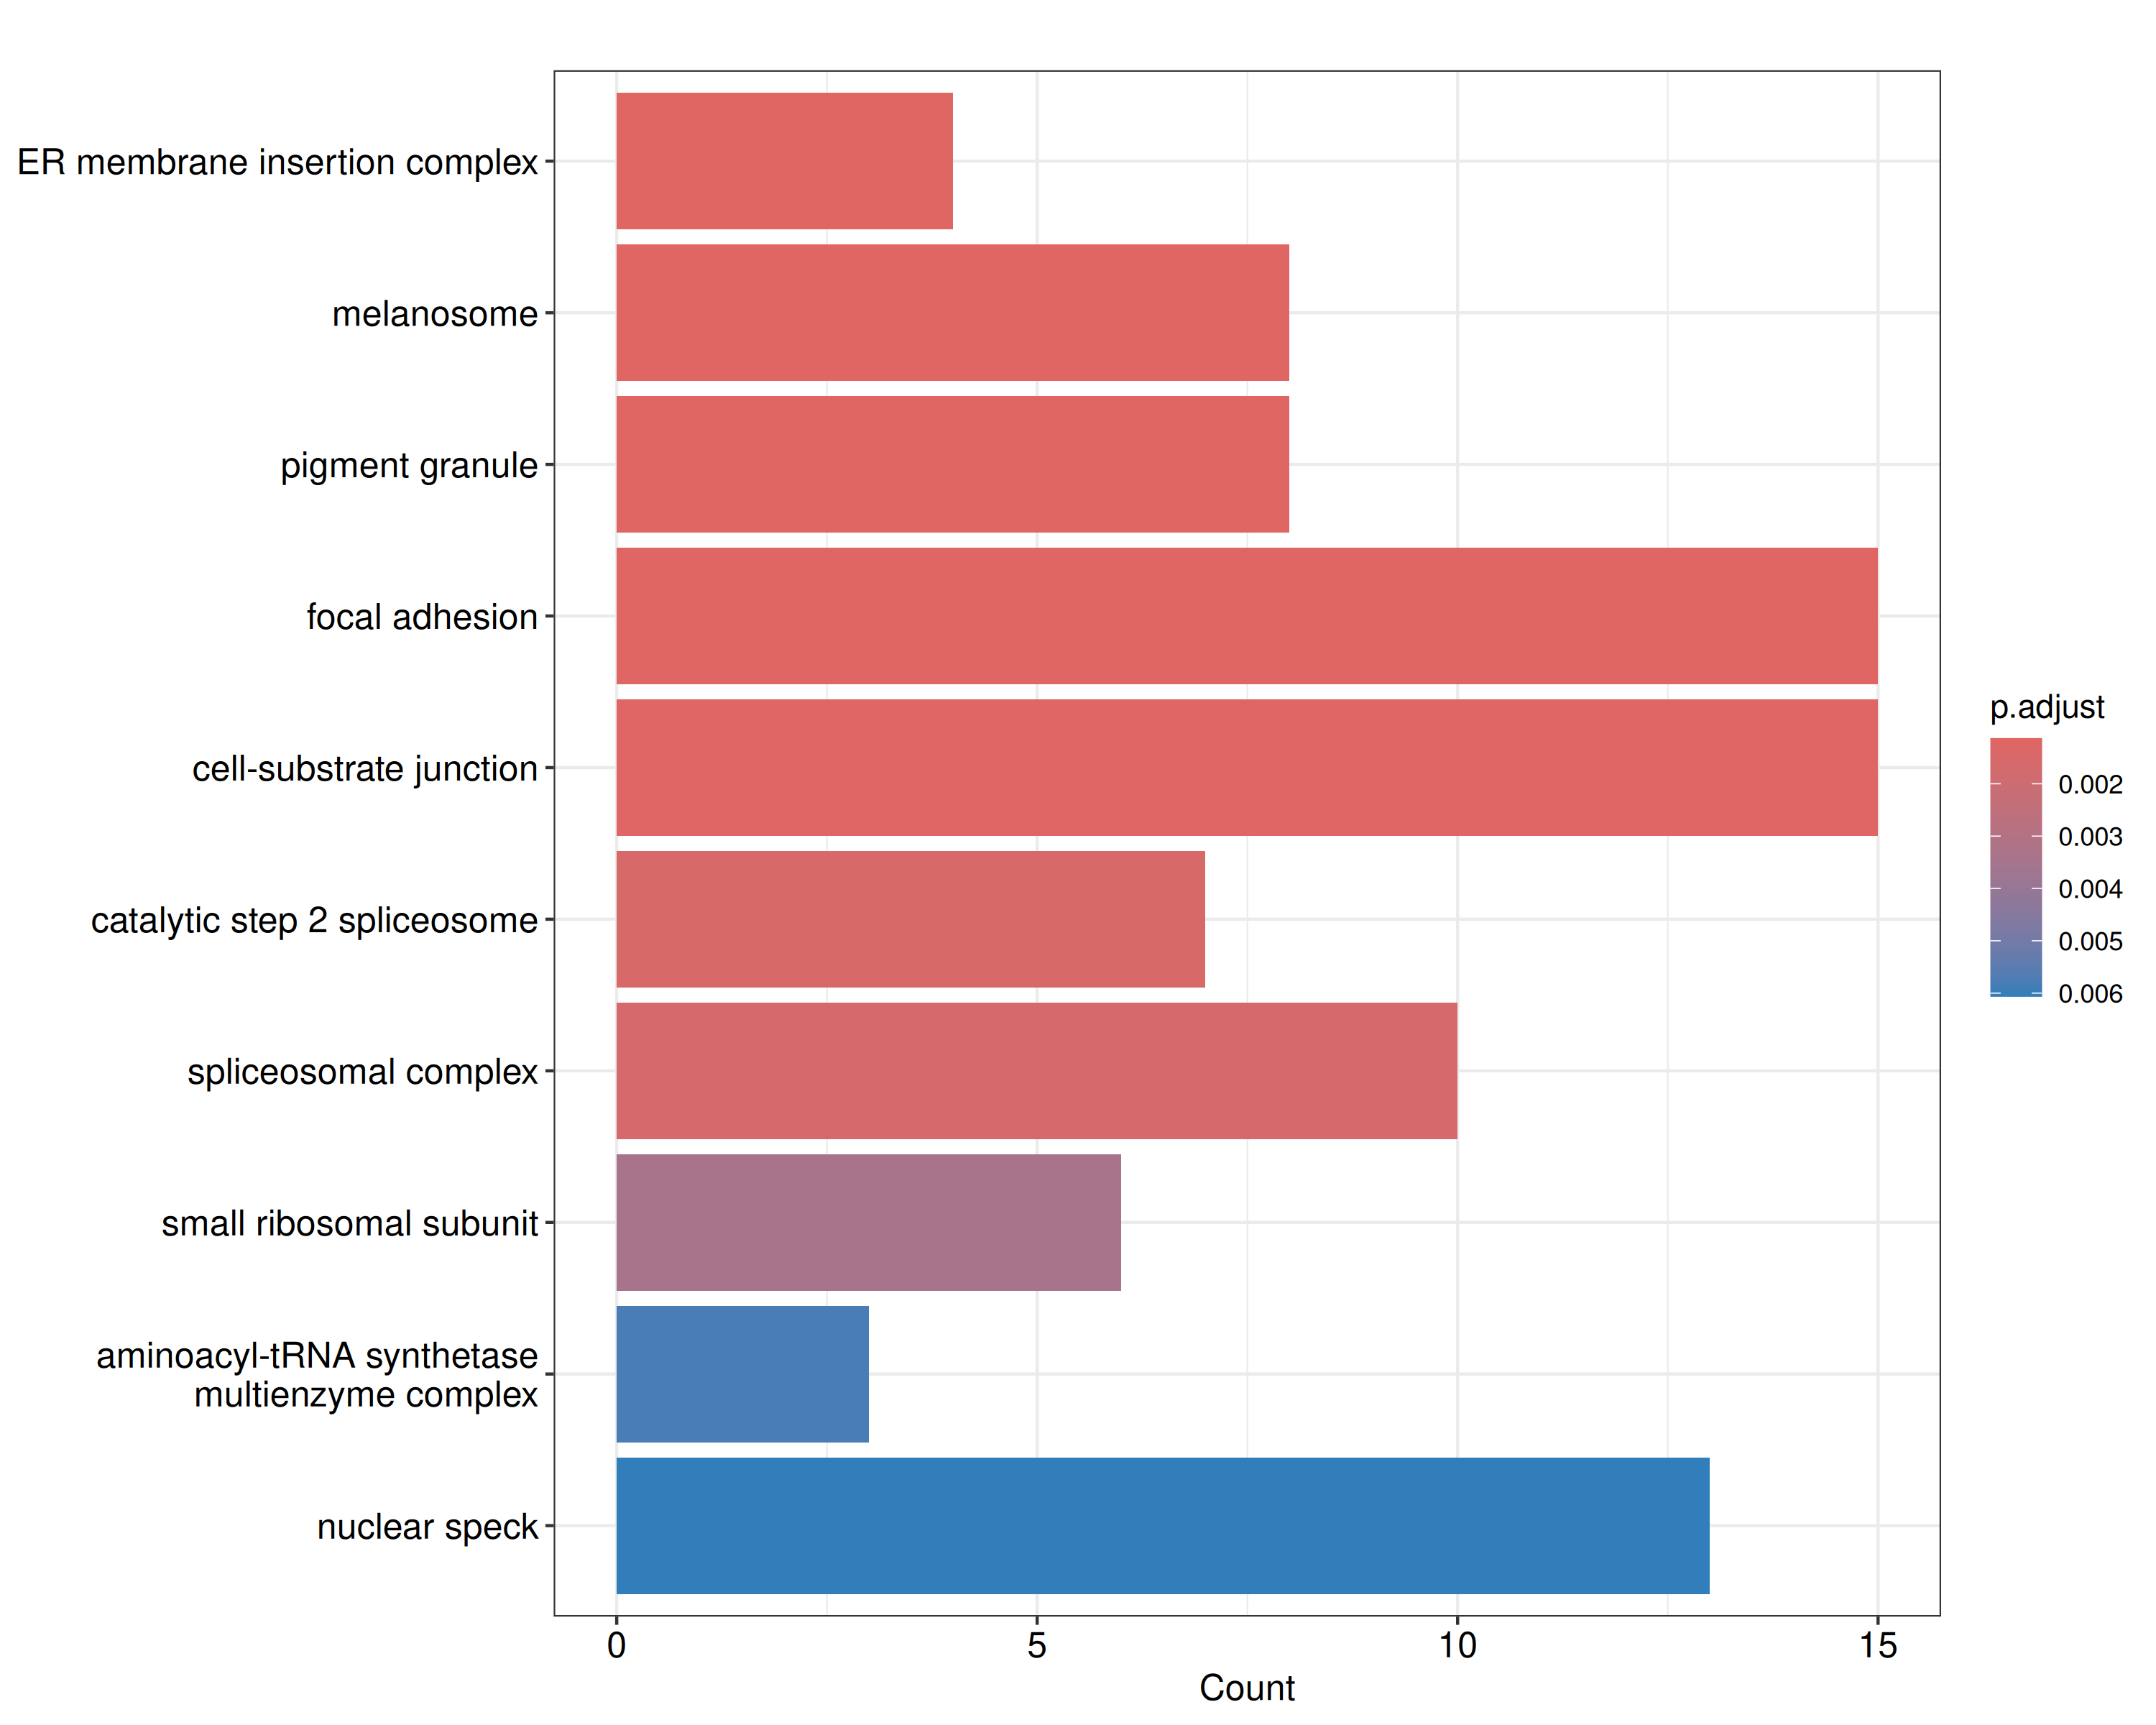 ER membrane insertion complex
melanosome
pigment granule
focal adhesion
cell-substrate junction
catalytic step 2 spliceosome
spliceosomal complex
small ribosomal subunit
aminoacyl-tRNA synthetase
multienzyme complex
nuclear speck
0 5 10 15
Count
p.adjust
0.002
0.003
0.004
0.005
0.006